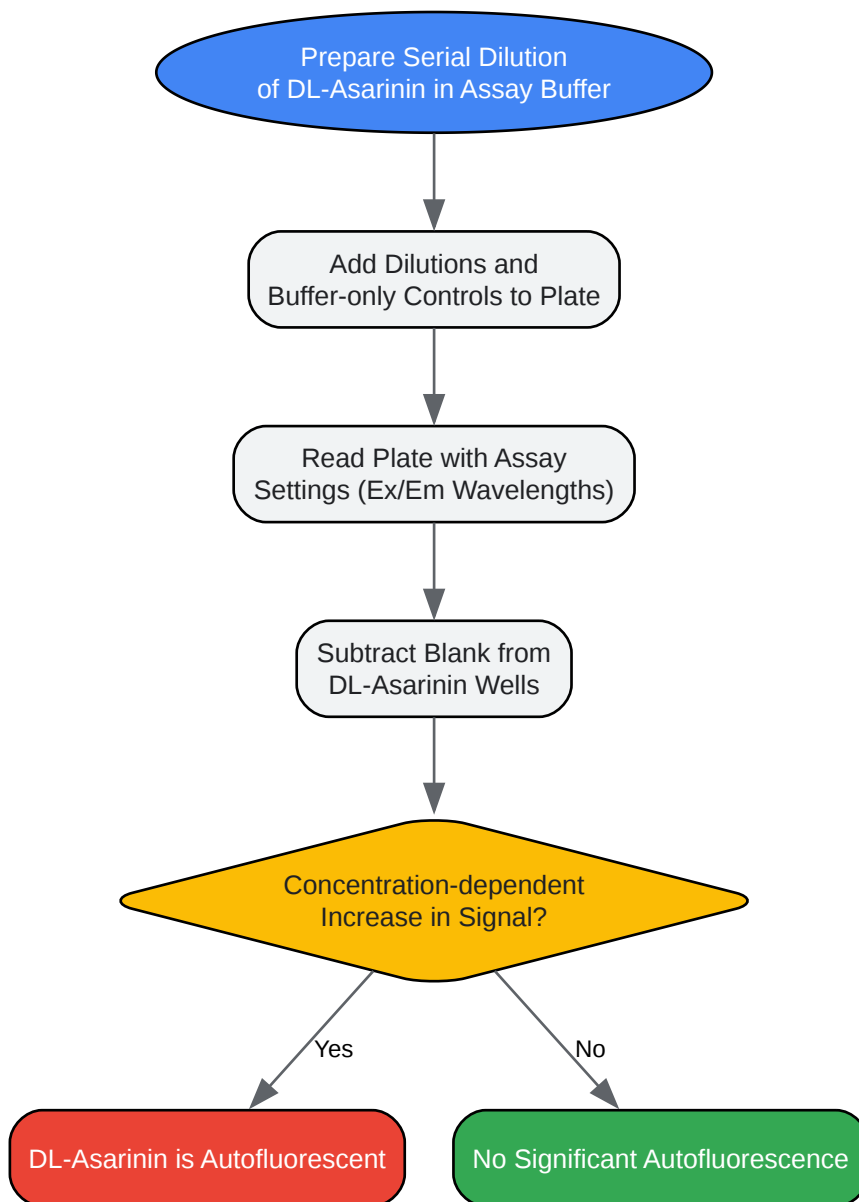 Prepare Serial Dilution
of DL-Asarinin in Assay Buffer
Add Dilutions and
Buffer-only Controls to Plate
Read Plate with Assay
Settings (Ex/Em Wavelengths)
Subtract Blank from
DL-Asarinin Wells
Concentration-dependent
Increase in Signal?
Yes
No
DL-Asarinin is Autofluorescent
No Significant Autofluorescence